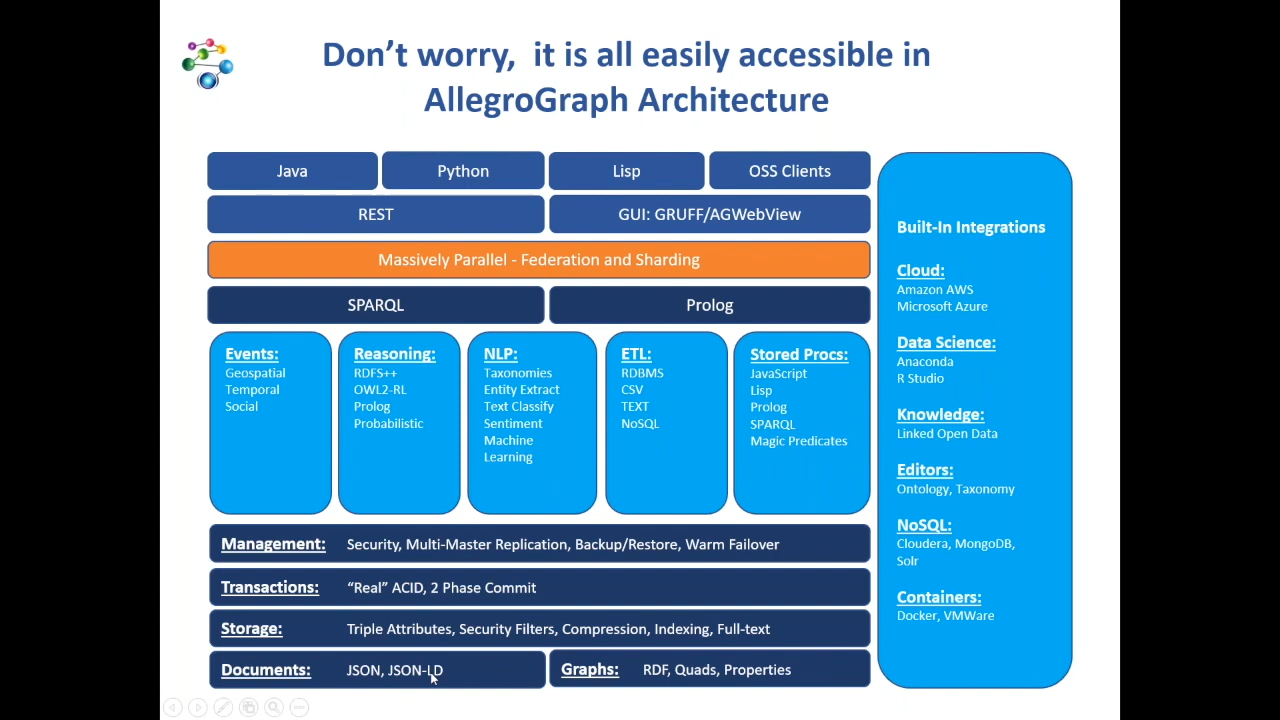 Don’t worry, it is all easily accessible in
AllegroGraph Architecture
Java
Python
Lisp
OSS Clients
REST
GUI: GRUFF/AGWebView
Massively Parallel - Federation and Sharding
SPARQL
Prolog
Events:
Geospatial
Temporal
Social
Reasoning:
RDFS++
OWL2-RL
Prolog
Probabilistic
NLP:
Taxonomies
Entity Extract
Text Classify
Sentiment
Machine
Learning
ETL:
RDBMS
CSV
TEXT
NoSQL
Stored Procs:
JavaScript
Lisp
Prolog
SPARQL
Magic Predicates
Management: Security, Multi-Master Replication, Backup/Restore, Warm Failover
Transactions: “Real” ACID, 2 Phase Commit
Storage: Triple Attributes, Security Filters, Compression, Indexing, Full-text
Documents: JSON, JSON-LD
Graphs: RDF, Quads, Properties
Built-In Integrations
Cloud:
Amazon AWS
Microsoft Azure
Data Science:
Anaconda
R Studio
Knowledge:
Linked Open Data
Editors:
Ontology, Taxonomy
NoSQL:
Cloudera, MongoDB,
Solr
Containers:
Docker, VMWare